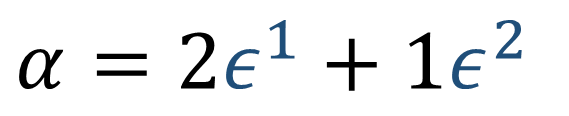 α = 2ϵ¹ + 1ϵ²